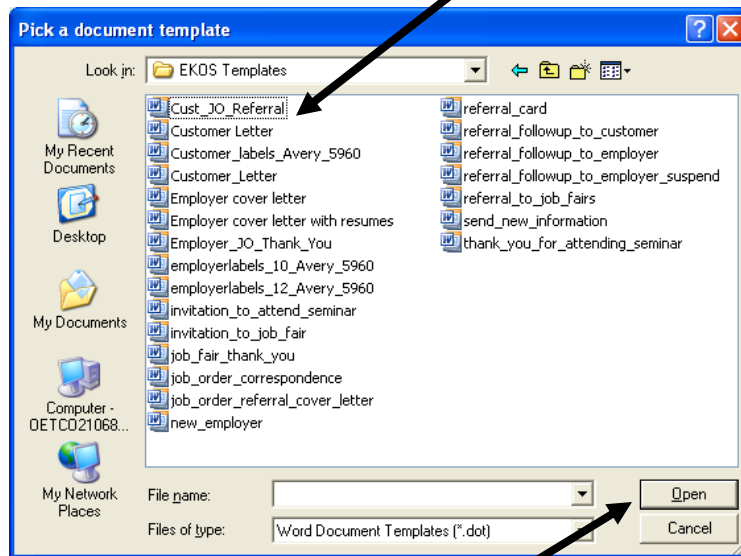 Pick a document template
Look in: EKOS Templates
My Recent Documents
Desktop
My Documents
Computer - OETC021068...
My Network Places
Cust_JO_Referral
Customer Letter
Customer_labels_Avery_5960
Customer_Letter
Employer cover letter
Employer cover letter with resumes
Employer_JO_Thank_You
employerlabels_10_Avery_5960
employerlabels_12_Avery_5960
invitation_to_attend_seminar
invitation_to_job_fair
job_fair_thank_you
job_order_correspondence
job_order_referral_cover_letter
new_employer
referral_card
referral_followup_to_customer
referral_followup_to_employer
referral_followup_to_employer_suspend
referral_to_job_fairs
send_new_information
thank_you_for_attending_seminar
File name:
Open
Files of type: Word Document Templates (*.dot)
Cancel